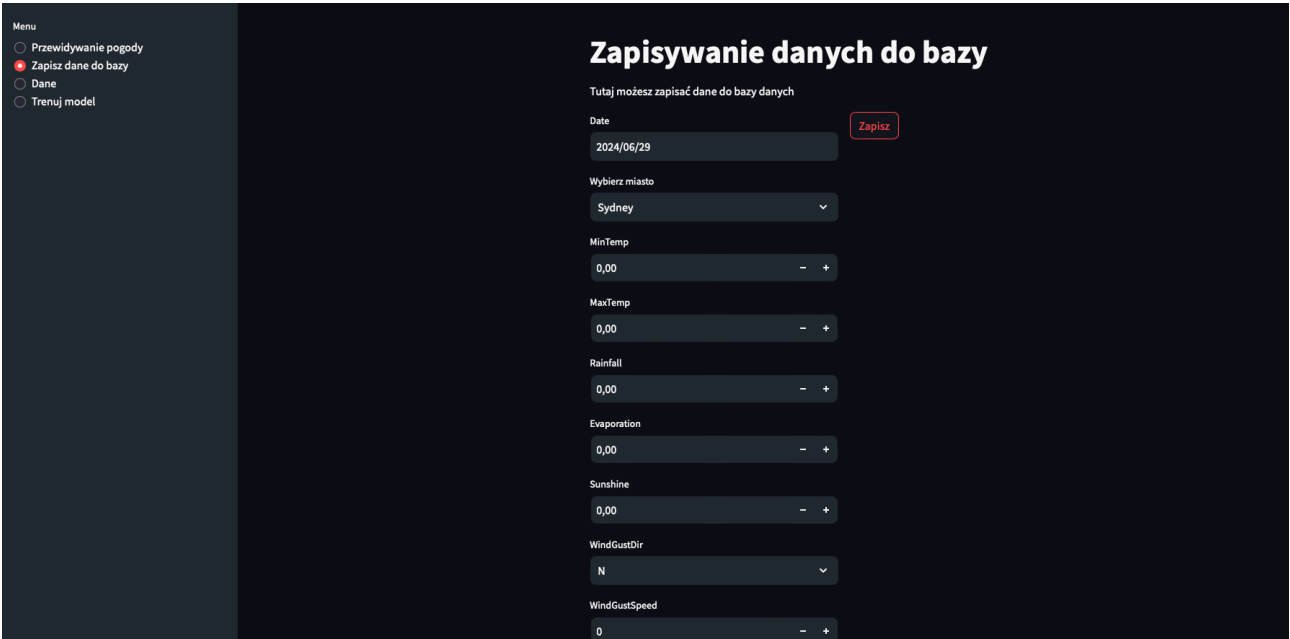 Menu
Przewidywanie pogody
Zapisz dane do bazy
Dane
Trenuj model
Zapisywanie danych do bazy
Tutaj możesz zapisać dane do bazy danych
Date
Zapisz
2024/06/29
Wybierz miasto
Sydney
MinTemp
0,00
MaxTemp
0,00
Rainfall
0,00
Evaporation
0,00
Sunshine
0,00
WindGustDir
N
WindGustSpeed
0